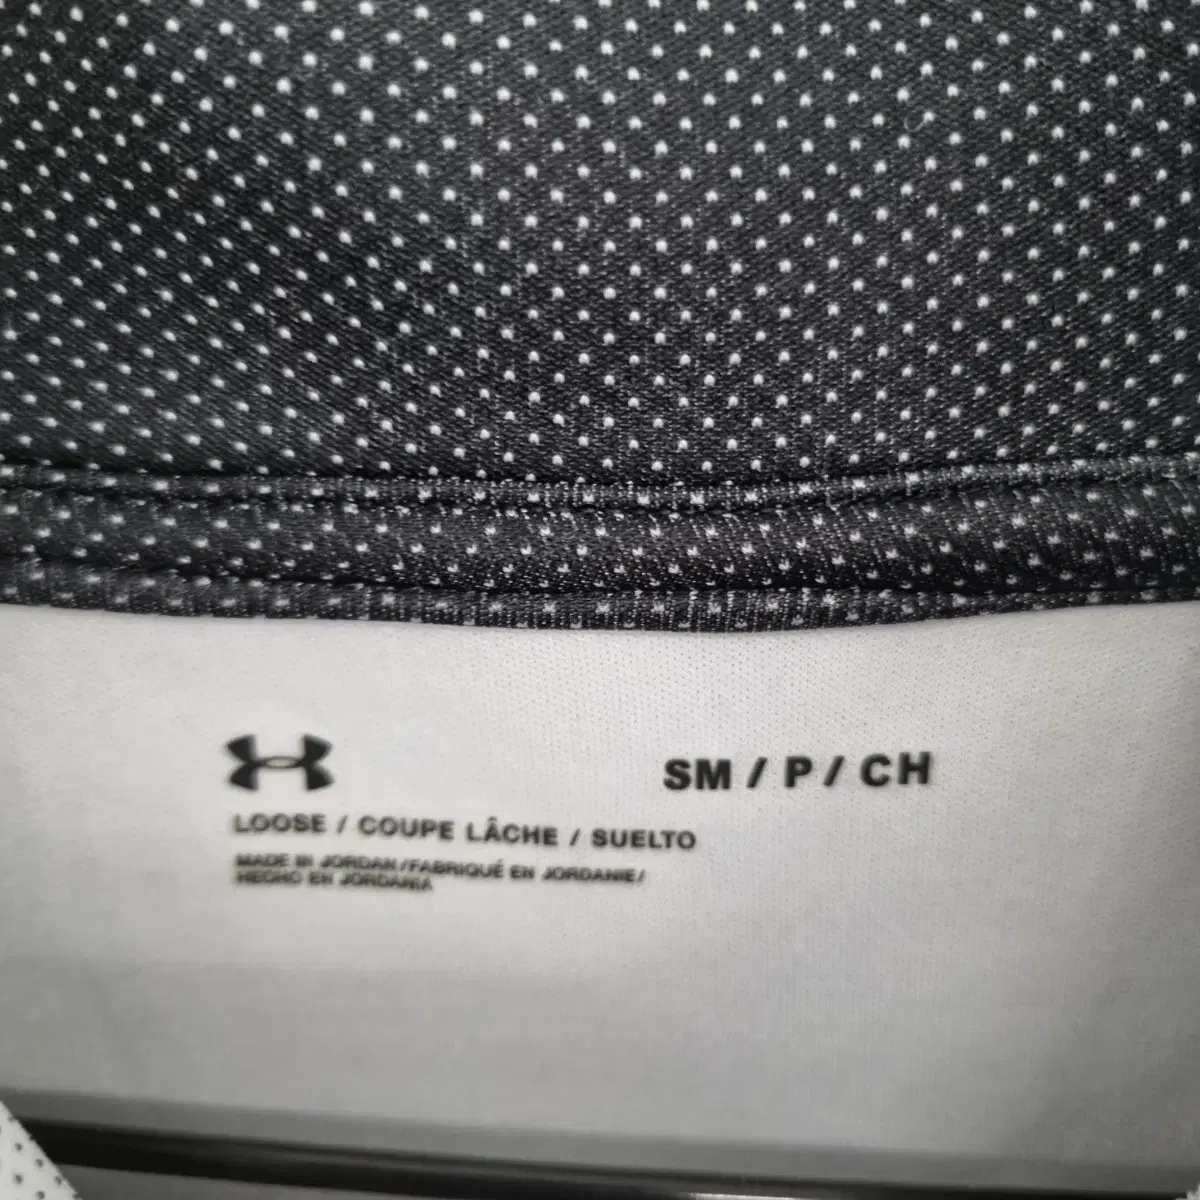 SM / P / CH
LOOSE / COUPE LÂCHE / SUELTO
MADE IN JORDAN / FABRIQUÉ EN JORDANIE /
HECHO EN JORDANIA